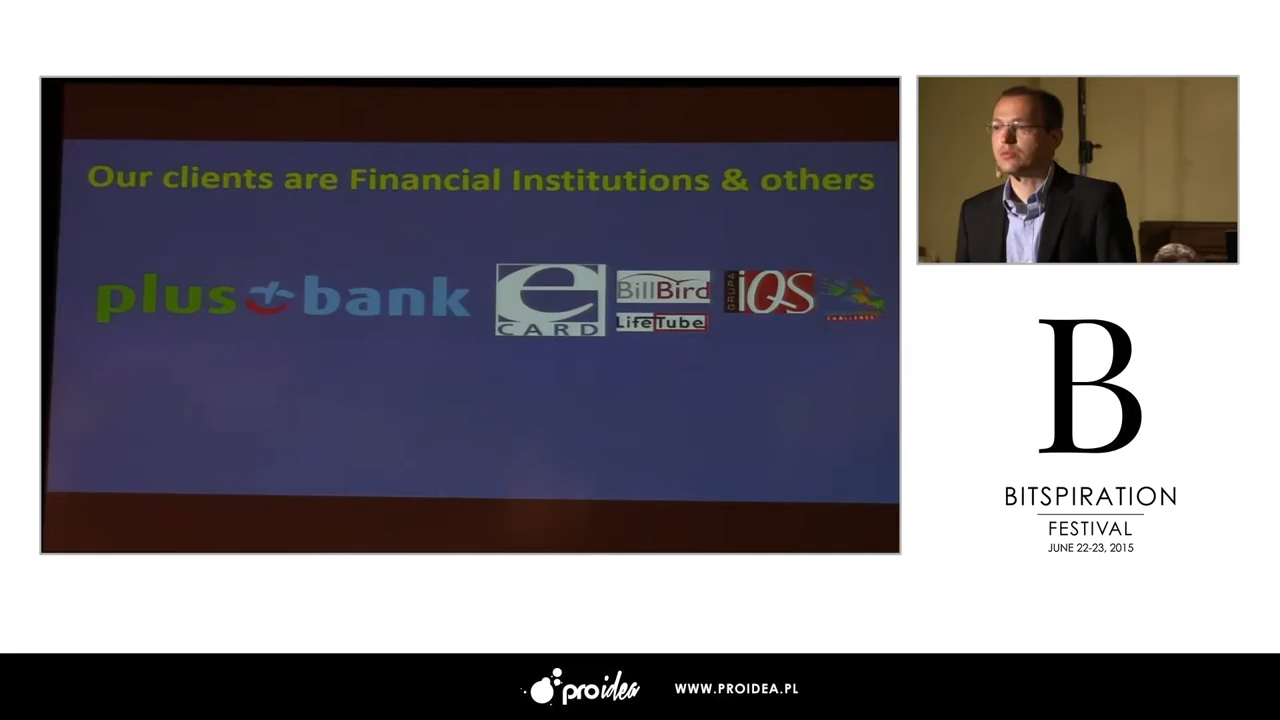 Our clients are Financial Institutions & others
plus bank
e
CARD
BillBird
LifeTube
GRUPA
iQS
CHALLENGE
B
BITSPIRATION
FESTIVAL
JUNE 22-23, 2015
proidea
WWW.PROIDEA.PL